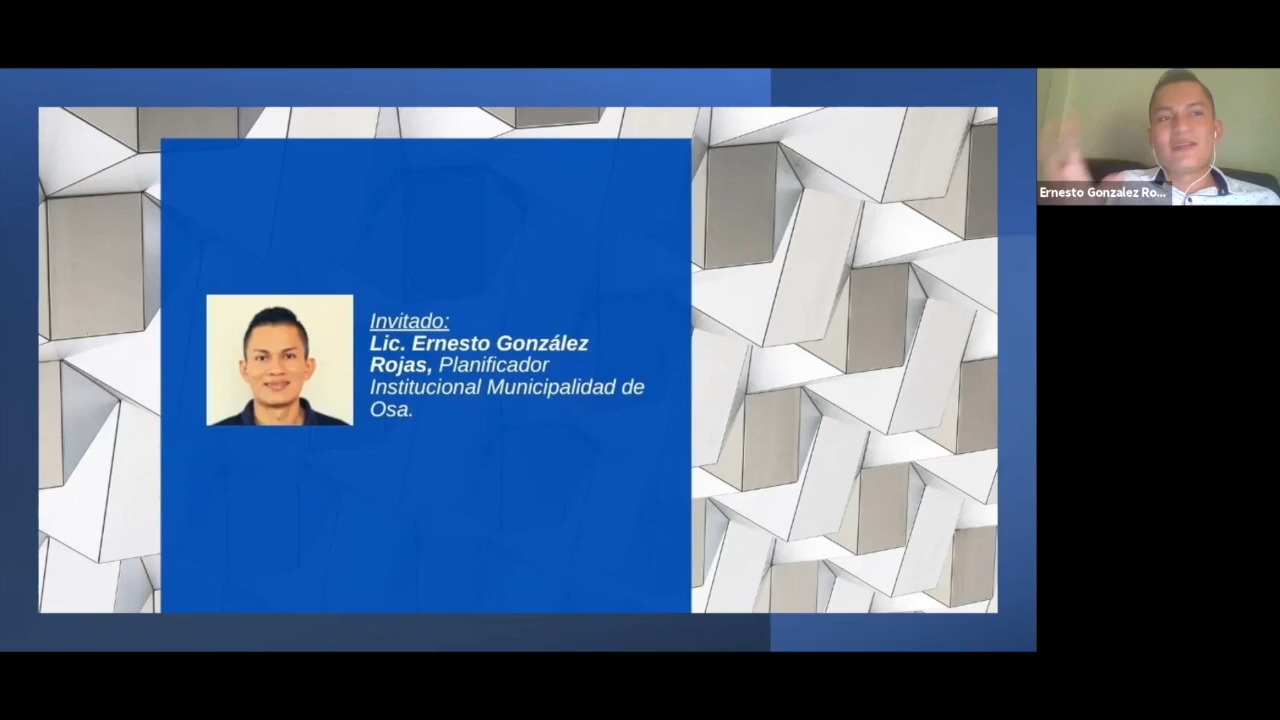 Invitado:
Lic. Ernesto González
Rojas, Planificador
Institucional Municipalidad de
Osa.
Ernesto Gonzalez Ro...